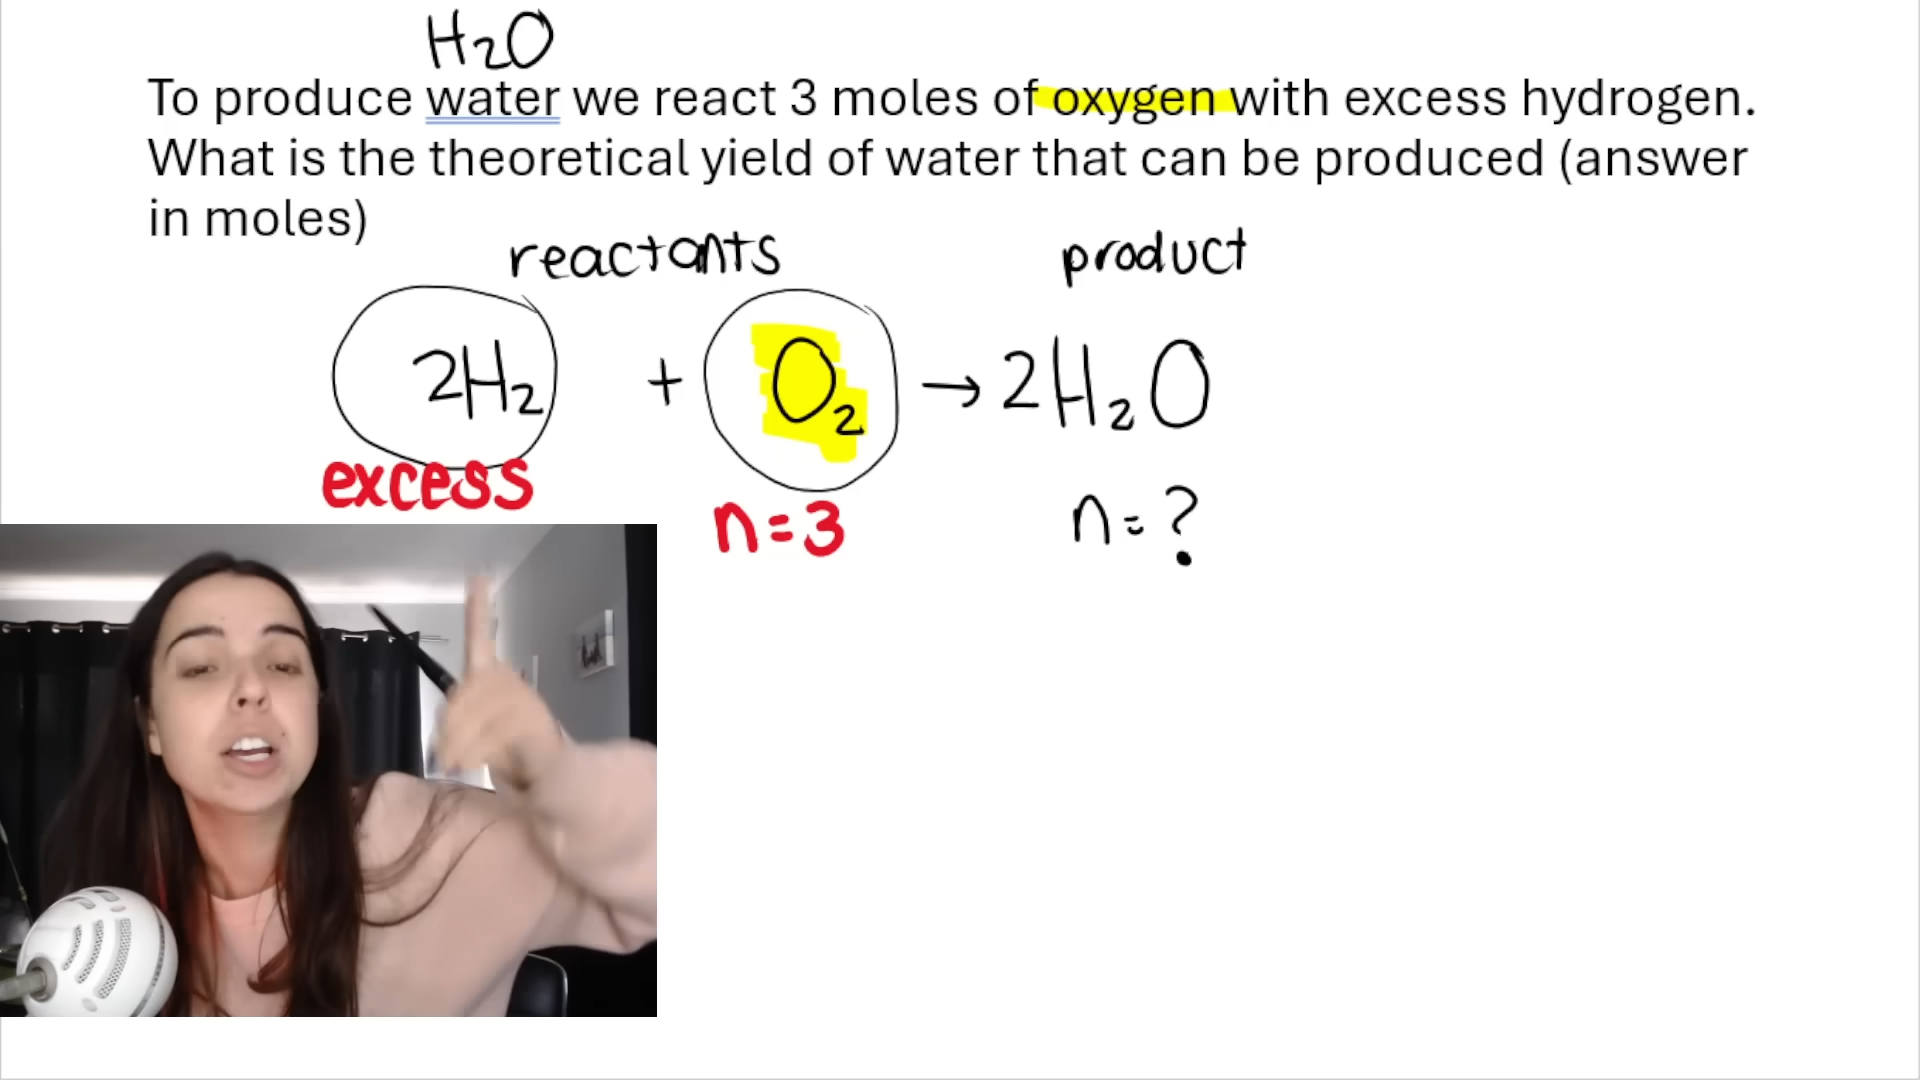 H₂O
To produce water we react 3 moles of oxygen with excess hydrogen.
What is the theoretical yield of water that can be produced (answer
in moles)
reactants product
2H₂ + O₂ → 2H₂O
excess n=3 n=?